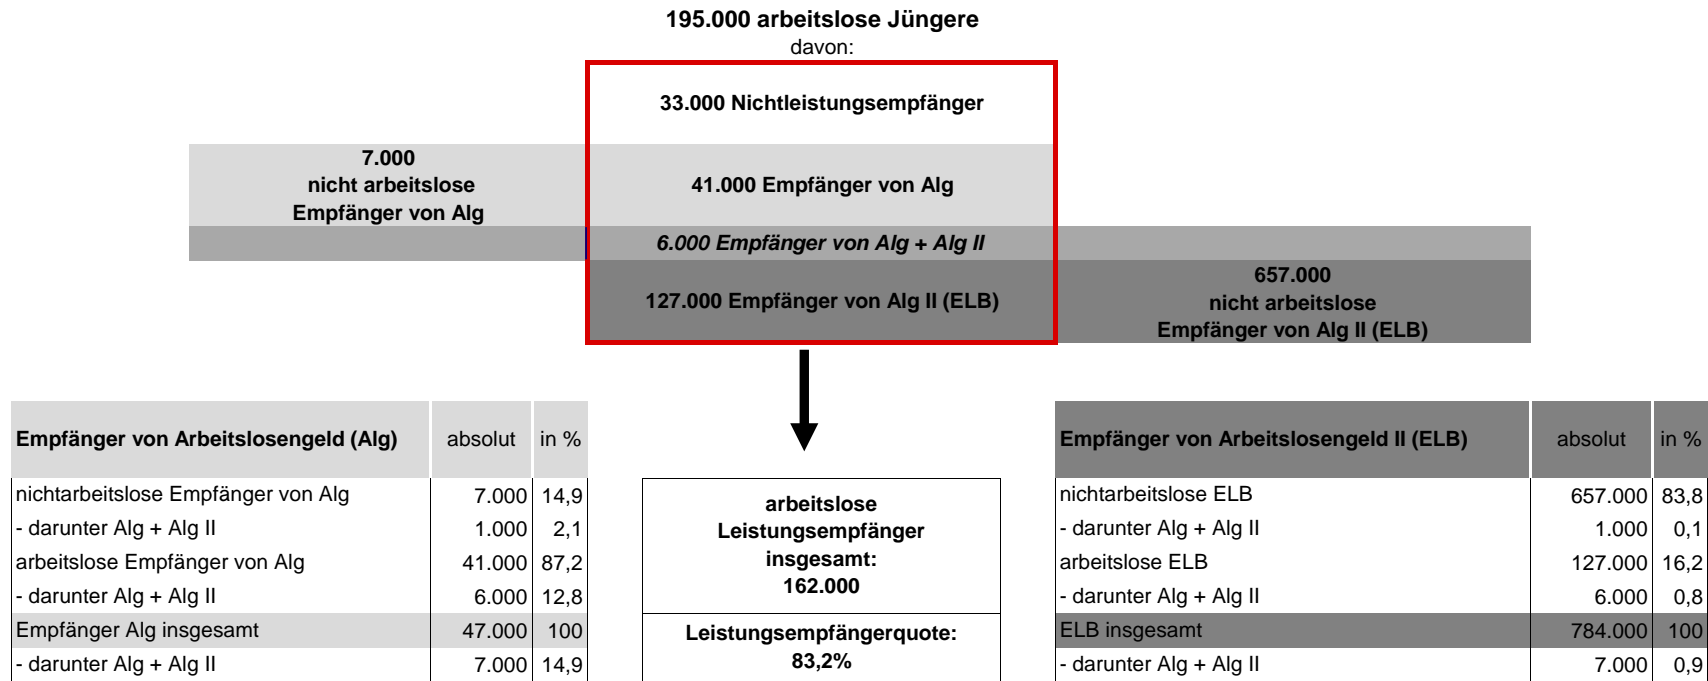 195.000 arbeitslose Jüngere
davon:
33.000 Nichtleistungsempfänger
7.000
nicht arbeitslose
Empfänger von Alg
41.000 Empfänger von Alg
6.000 Empfänger von Alg + Alg II
127.000 Empfänger von Alg II (ELB)
657.000
nicht arbeitslose
Empfänger von Alg II (ELB)
Empfänger von Arbeitslosengeld (Alg) absolut in %
nichtarbeitslose Empfänger von Alg 7.000 14,9
- darunter Alg + Alg II 1.000 2,1
arbeitslose Empfänger von Alg 41.000 87,2
- darunter Alg + Alg II 6.000 12,8
Empfänger Alg insgesamt 47.000 100
- darunter Alg + Alg II 7.000 14,9
arbeitslose
Leistungsempfänger
insgesamt:
162.000
Leistungsempfängerquote:
83,2%
Empfänger von Arbeitslosengeld II (ELB) absolut in %
nichtarbeitslose ELB 657.000 83,8
- darunter Alg + Alg II 1.000 0,1
arbeitslose ELB 127.000 16,2
- darunter Alg + Alg II 6.000 0,8
ELB insgesamt 784.000 100
- darunter Alg + Alg II 7.000 0,9